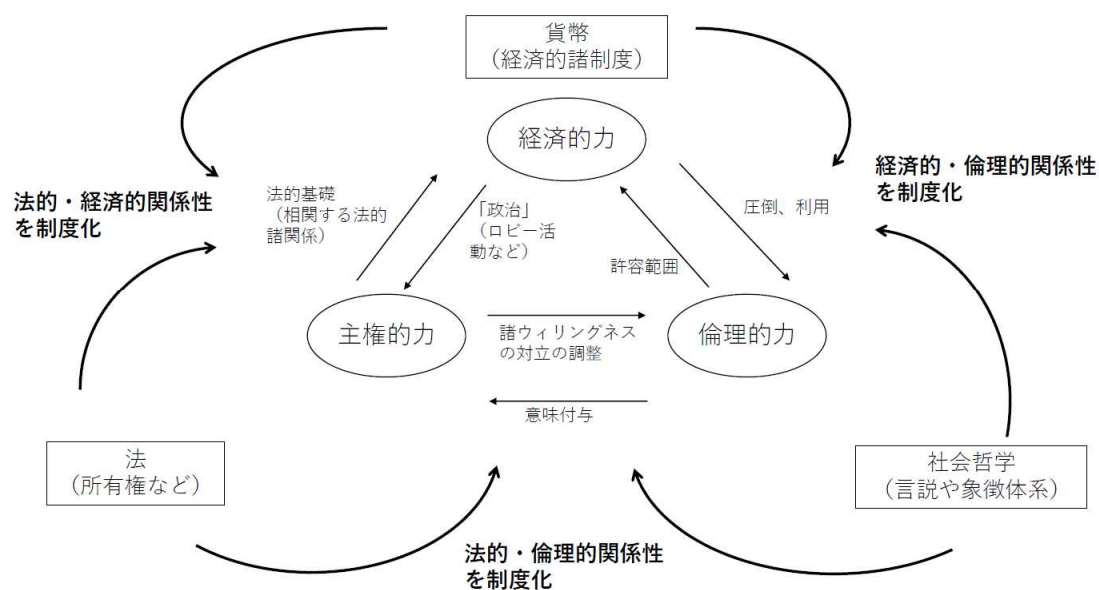 貨幣
（経済的諸制度）
経済的力
法的・経済的関係性
を制度化
経済的・倫理的関係性
を制度化
法的基礎
（相関する法的
諸関係）
「政治」
（ロビー活
動など）
圧倒、利用
許容範囲
主権的力
諸ウィリングネス
の対立の調整
倫理的力
意味付与
法
（所有権など）
社会哲学
（言説や象徴体系）
法的・倫理的関係性
を制度化